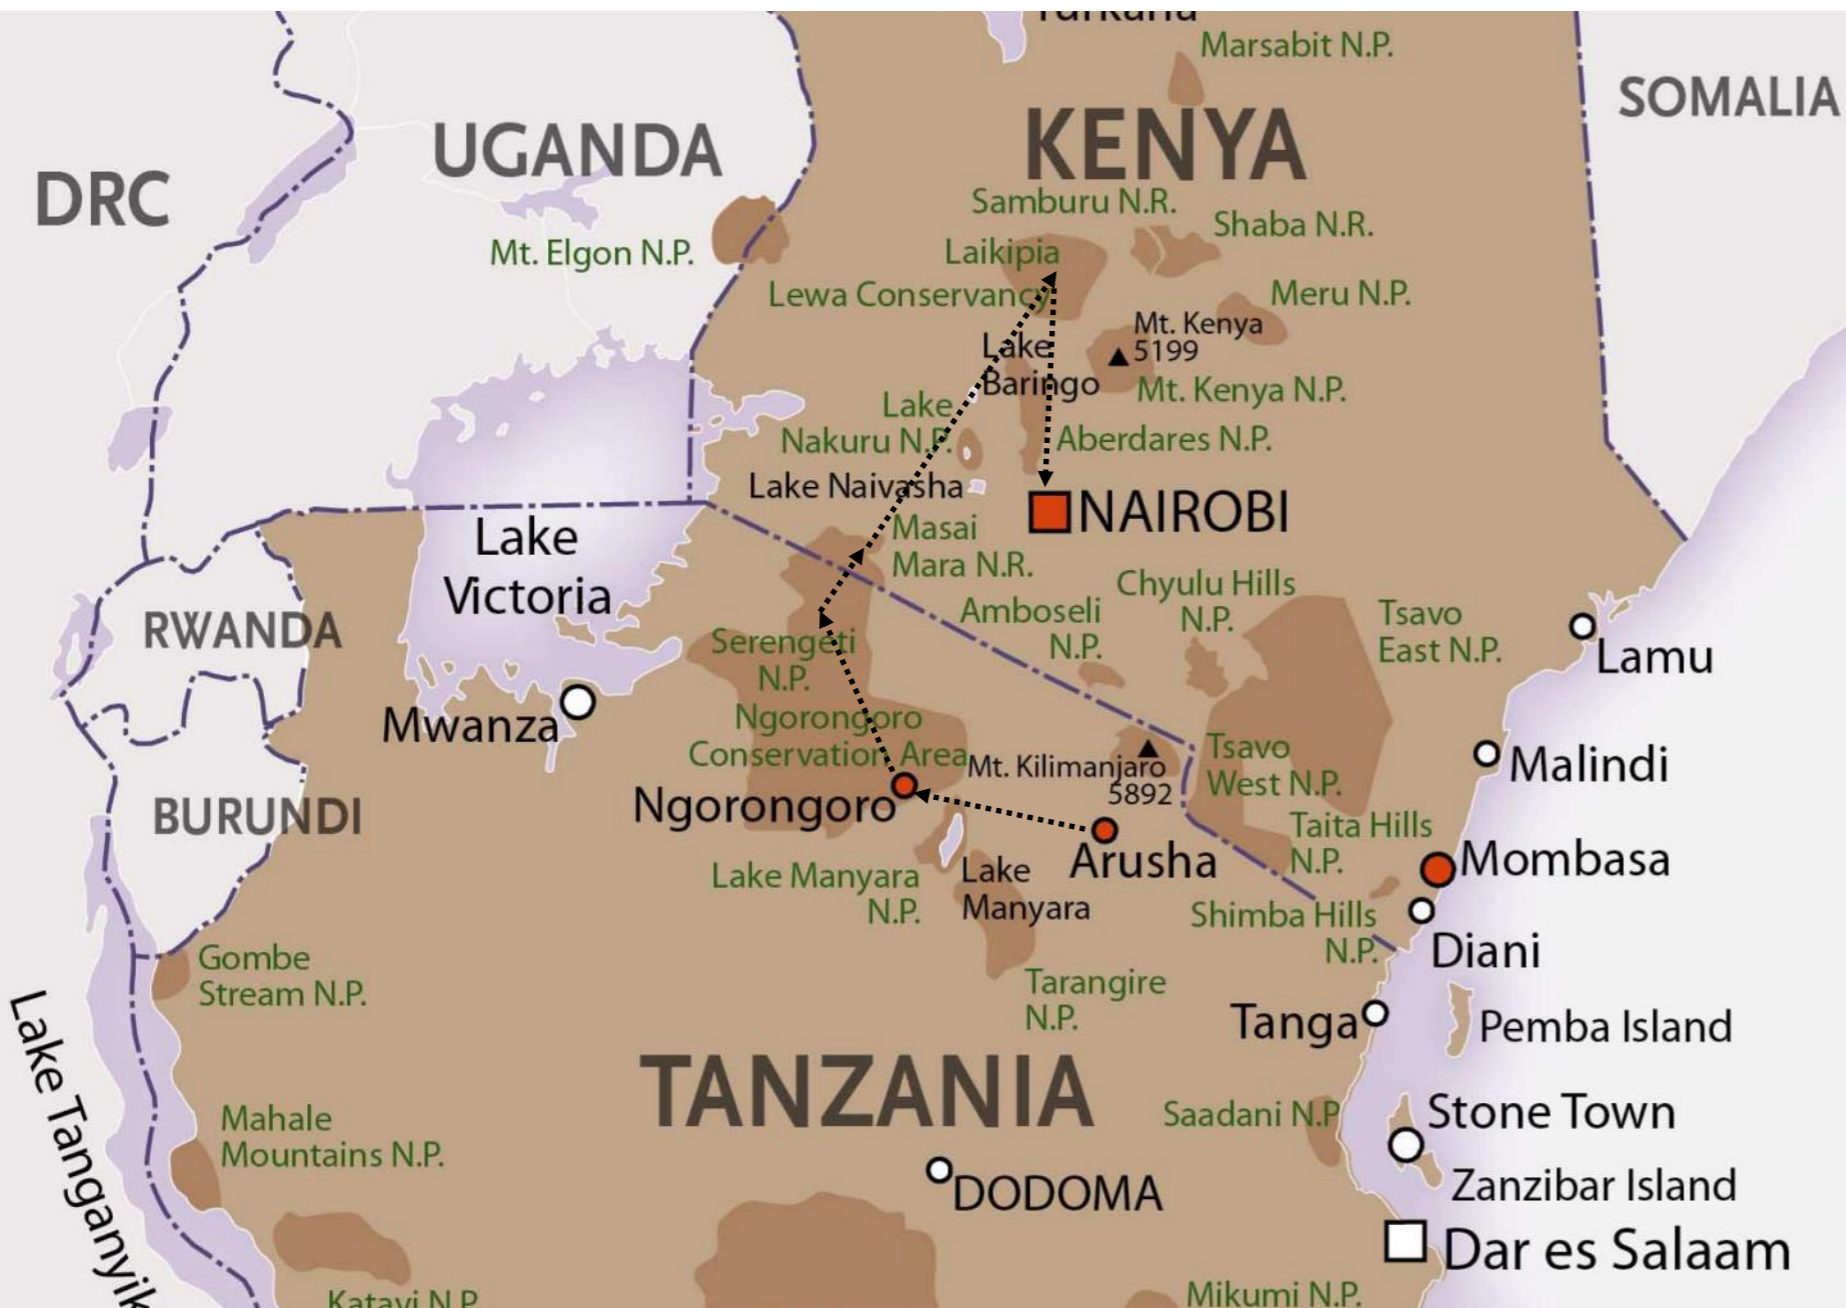 Turkana
Marsabit N.P.
SOMALIA
KENYA
UGANDA
DRC
Samburu N.R.
Shaba N.R.
Mt. Elgon N.P.
Laikipia
Lewa Conservancy
Meru N.P.
Mt. Kenya
5199
Lake
Baringo
Mt. Kenya N.P.
Lake
Nakuru N.P.
Aberdares N.P.
Lake Naivasha
NAIROBI
Lake
Victoria
Masai
Mara N.R.
Chyulu Hills
N.P.
Amboseli
N.P.
Tsavo
East N.P.
RWANDA
Serengeti
N.P.
Lamu
Mwanza
Ngorongoro
Conservation Area
Mt. Kilimanjaro
5892
Tsavo
West N.P.
Malindi
BURUNDI
Ngorongoro
Arusha
Taita Hills
N.P.
Mombasa
Lake Manyara
N.P.
Lake
Manyara
Shimba Hills
N.P.
Diani
Gombe
Stream N.P.
Tarangire
N.P.
Tanga
Pemba Island
Lake Tanganyik
TANZANIA
Mahale
Mountains N.P.
Saadani N.P
Stone Town
DODOMA
Zanzibar Island
Dar es Salaam
Katavi N.P.
Mikumi N.P.